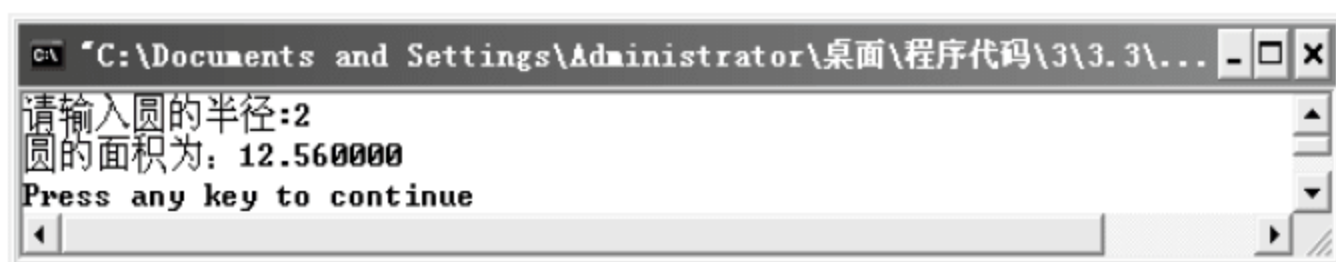 "C:\Documents and Settings\Administrator\桌面\程序代码\3\3.3\...
请输入圆的半径:2
圆的面积为：12.560000
Press any key to continue